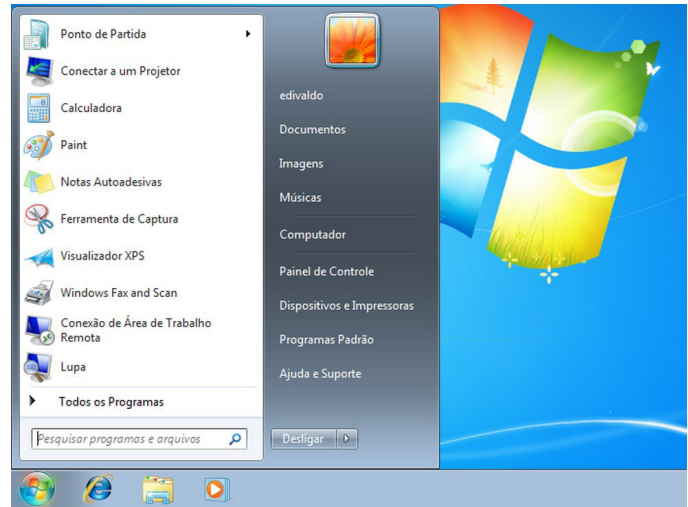 Ponto de Partida
Conectar a um Projetor
Calculadora
Paint
Notas Autoadesivas
Ferramenta de Captura
Visualizador XPS
Windows Fax and Scan
Conexão de Área de Trabalho
Remota
Lupa
Todos os Programas
Pesquisar programas e arquivos
edivaldo
Documentos
Imagens
Músicas
Computador
Painel de Controle
Dispositivos e Impressoras
Programas Padrão
Ajuda e Suporte
Desligar